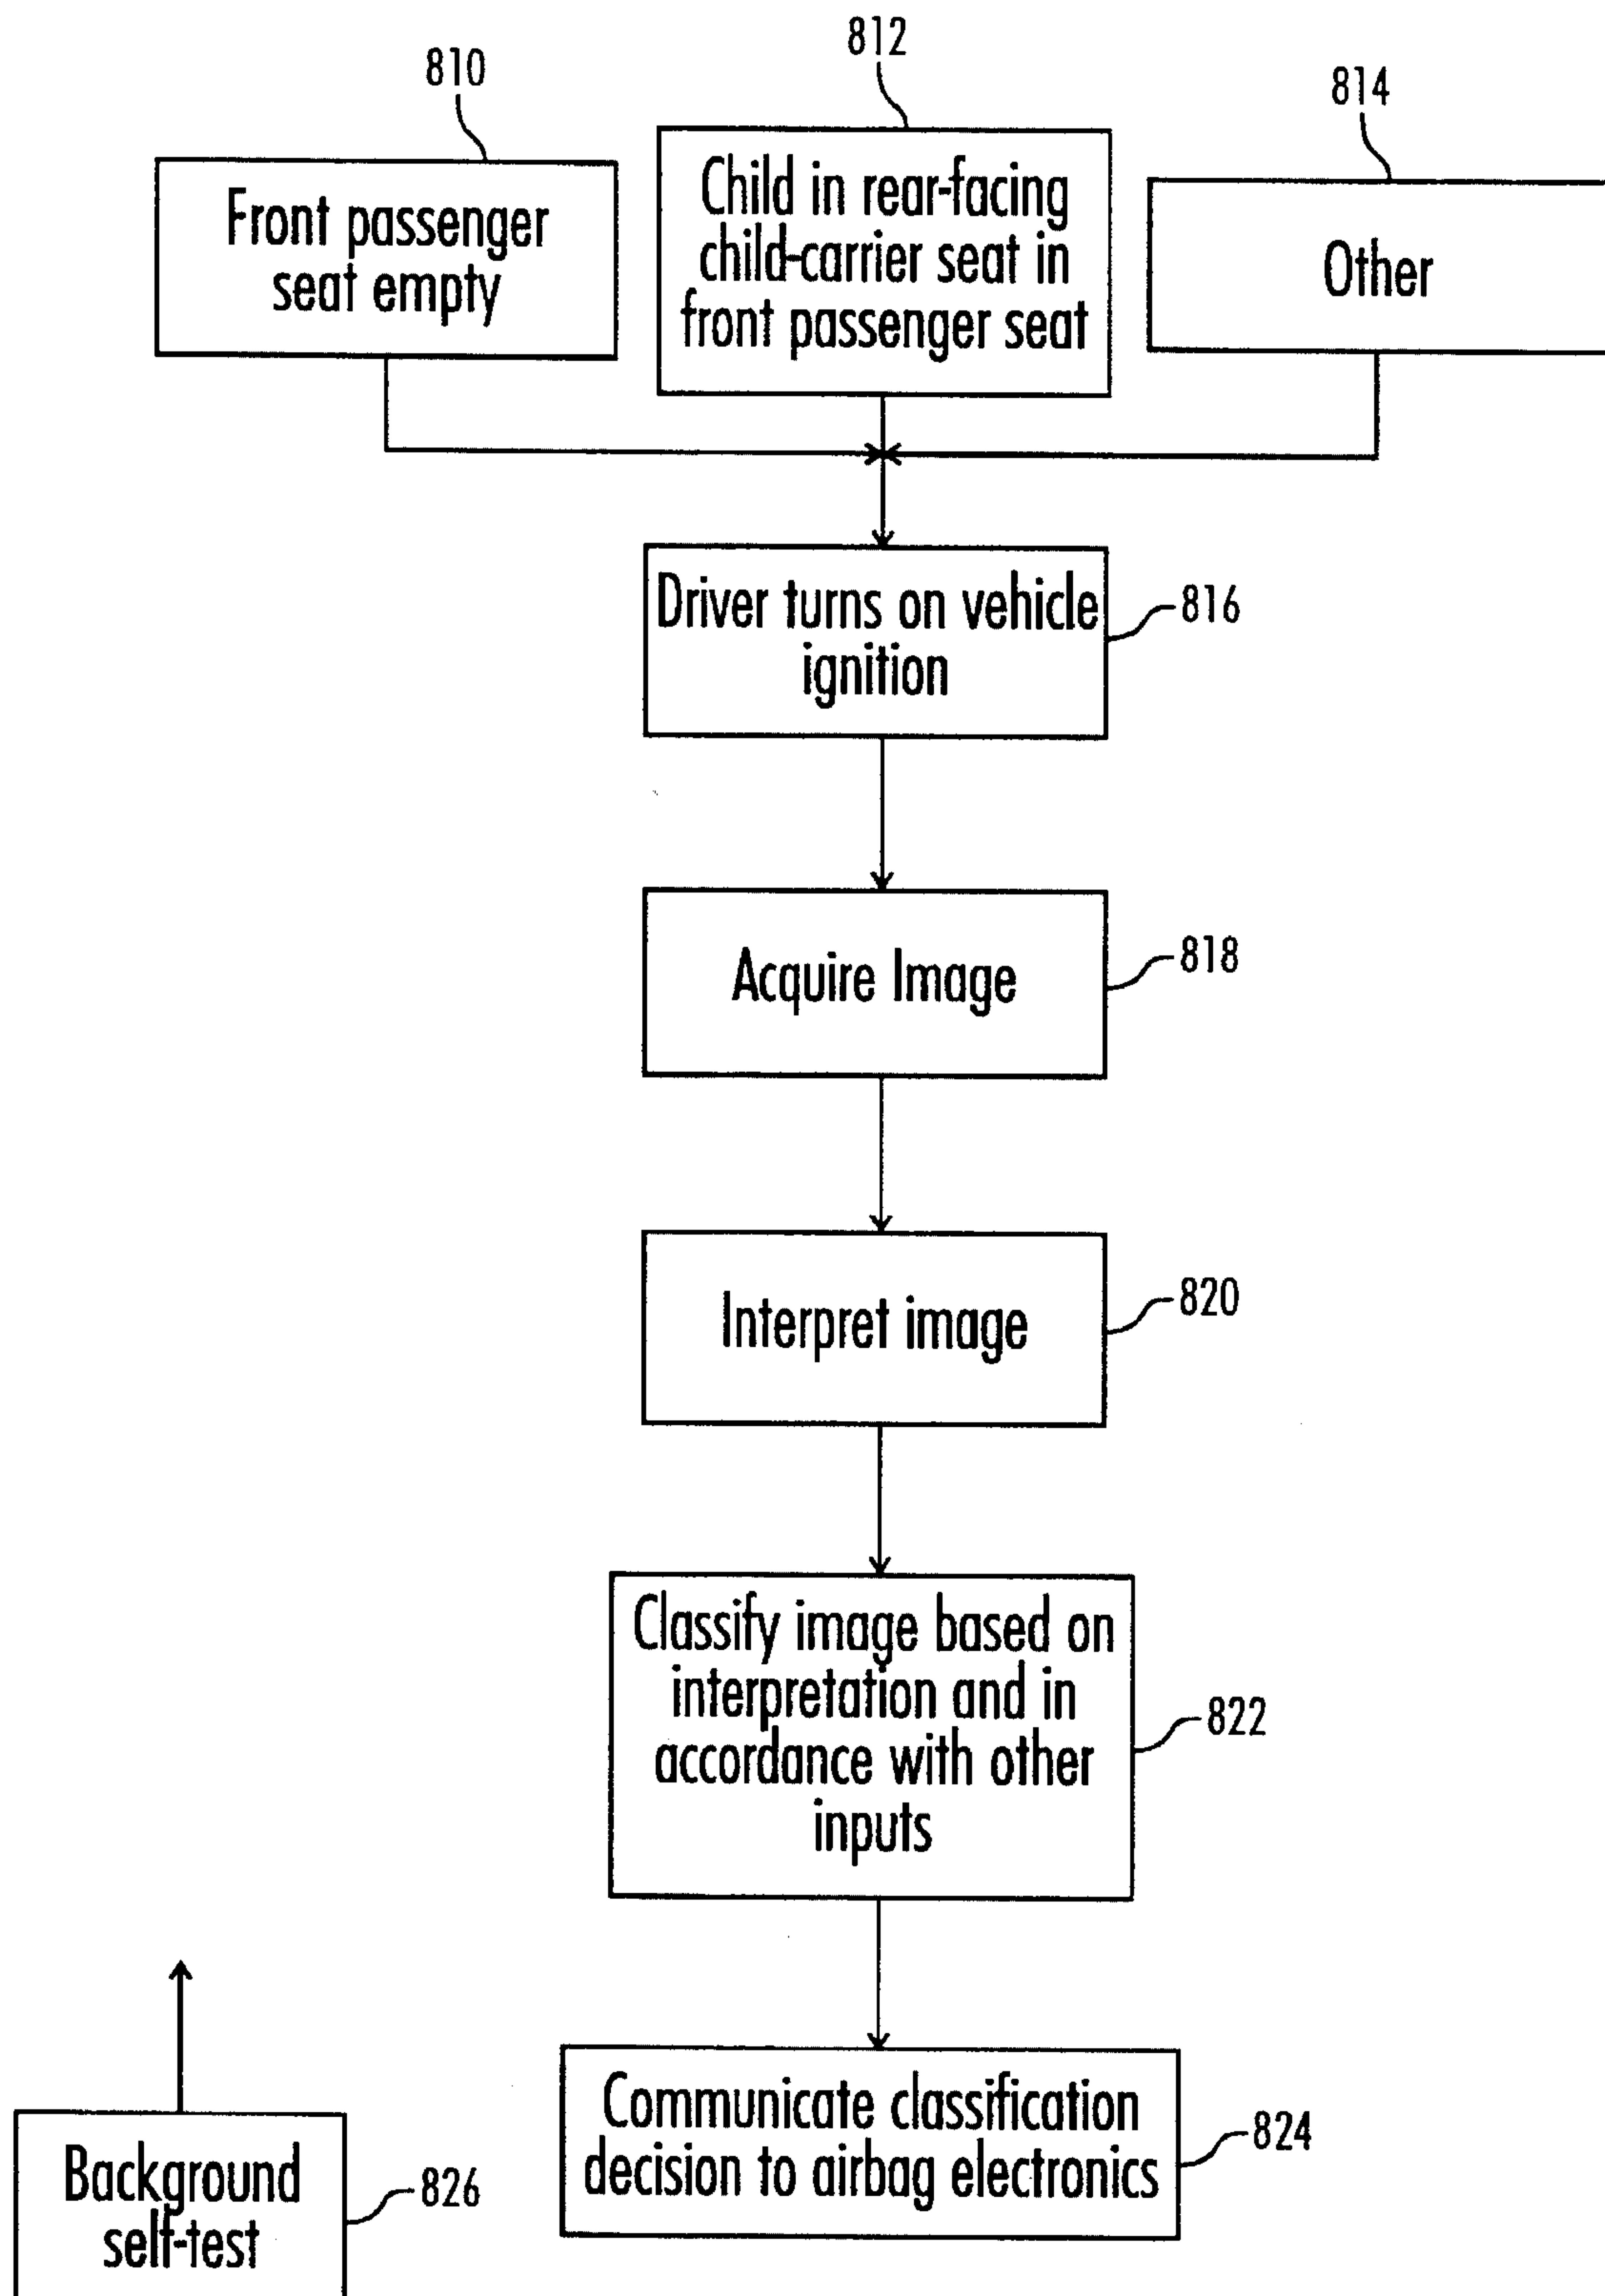 810
812
814
Front passenger
seat empty
Child in rear-facing
child-carrier seat in
front passenger seat
Other
Driver turns on vehicle
ignition
816
Acquire Image
818
Interpret image
820
Classify image based on
interpretation and in
accordance with other
inputs
822
Communicate classification
decision to airbag electronics
824
Background
self-test
826